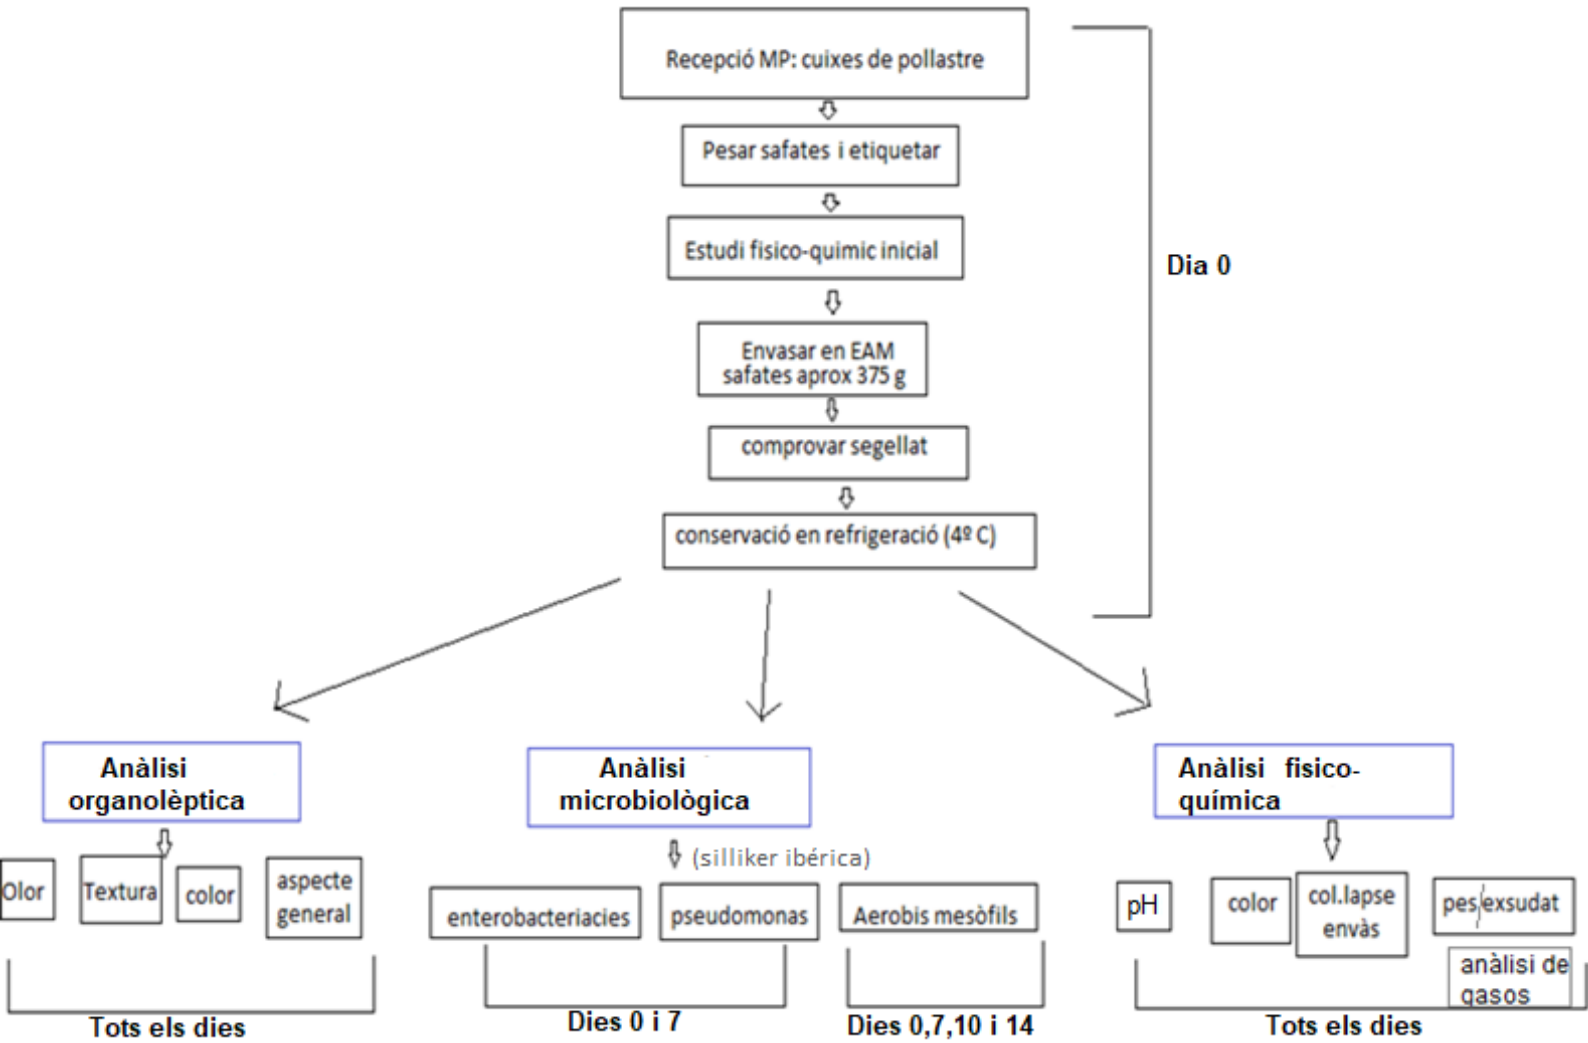 Recepció MP: cuixes de pollastre
Pesar safates i etiquetar
Estudi fisico-quimic inicial
Dia 0
Envasar en EAM
safates aprox 375 g
comprovar segellat
conservació en refrigeració (4º C)
Anàlisi
organolèptica
Anàlisi
microbiològica
Anàlisi fisico-
química
(silliker ibérica)
Olor
Textura
color
aspecte
general
enterobacteriacies
pseudomonas
Aerobis mesòfils
pH
color
col.lapse
envàs
pes/exsudat
anàlisi de
gasos
Tots els dies
Dies 0 i 7
Dies 0,7,10 i 14
Tots els dies